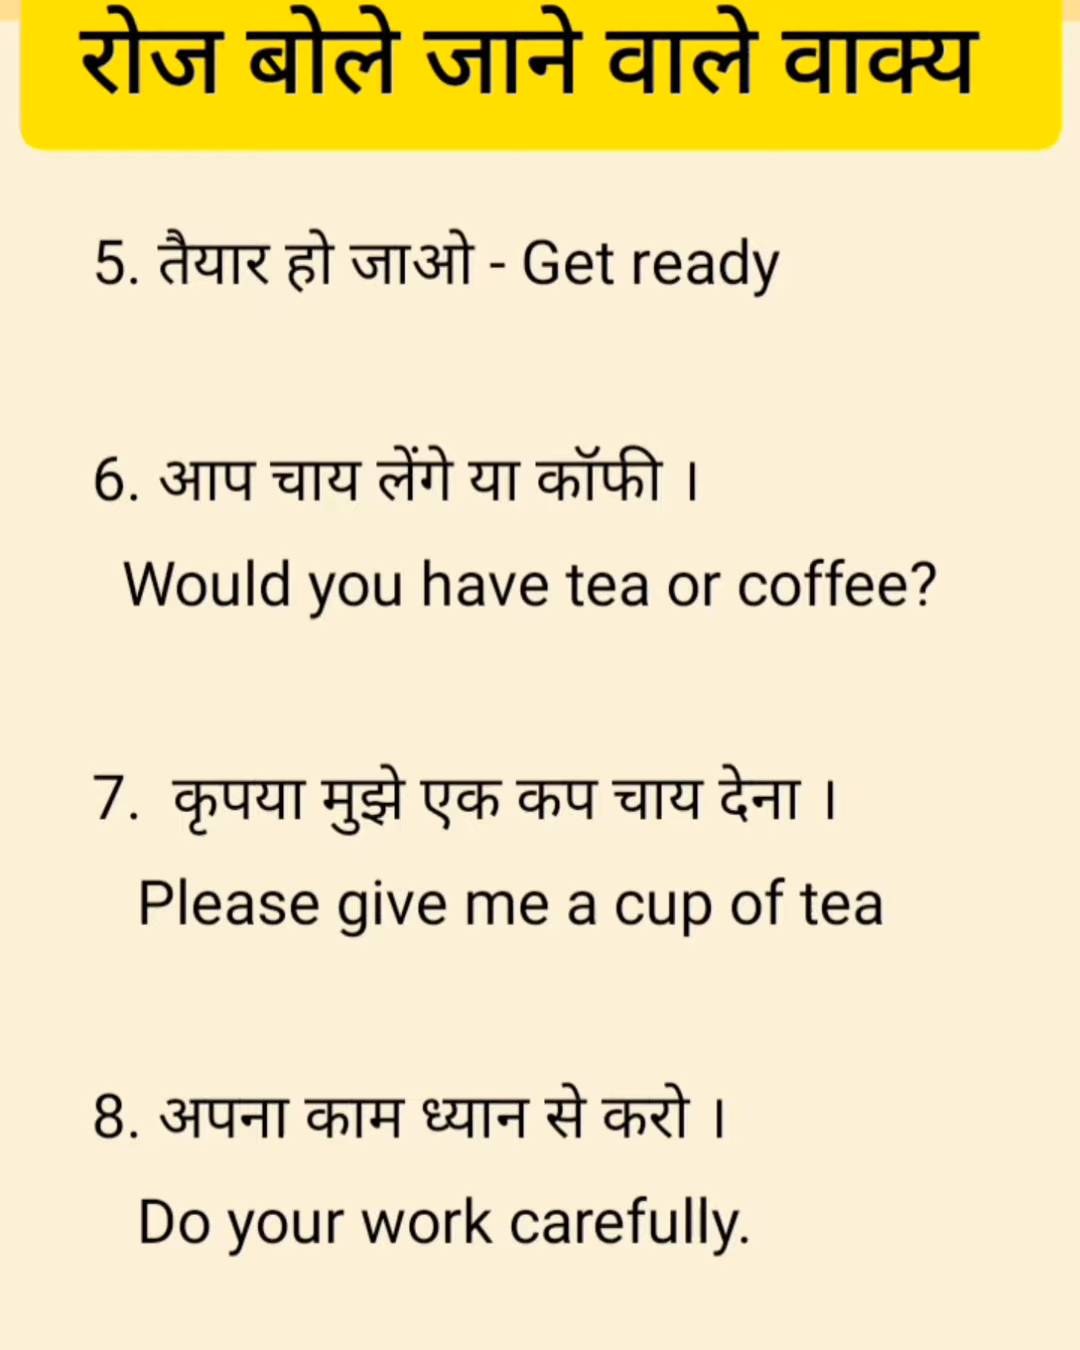 रोज बोले जाने वाले वाक्य
5. तैयार हो जाओ - Get ready
6. आप चाय लेंगे या कॉफी ।
Would you have tea or coffee?
7. कृपया मुझे एक कप चाय देना ।
Please give me a cup of tea
8. अपना काम ध्यान से करो ।
Do your work carefully.